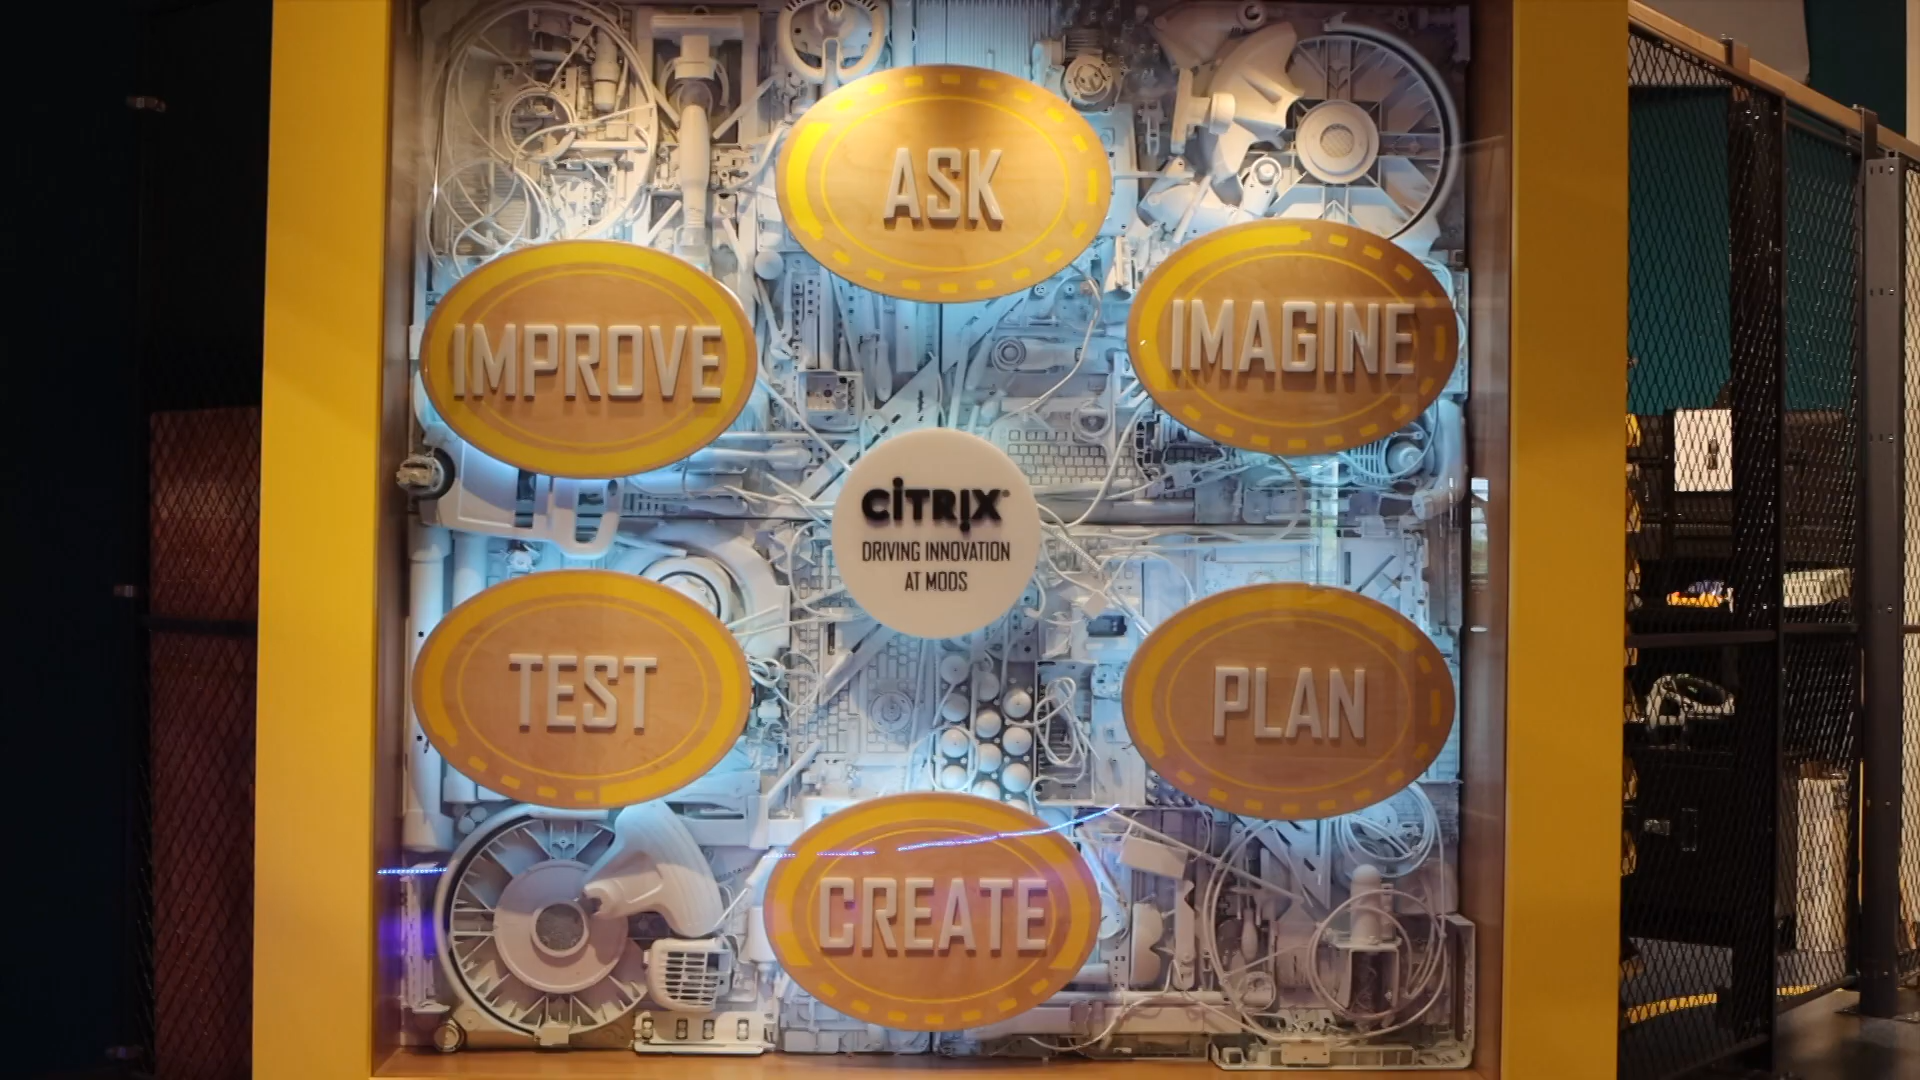 ASK
IMAGINE
PLAN
CREATE
TEST
IMPROVE
CiTRiX®
DRIVING INNOVATION
AT MODS